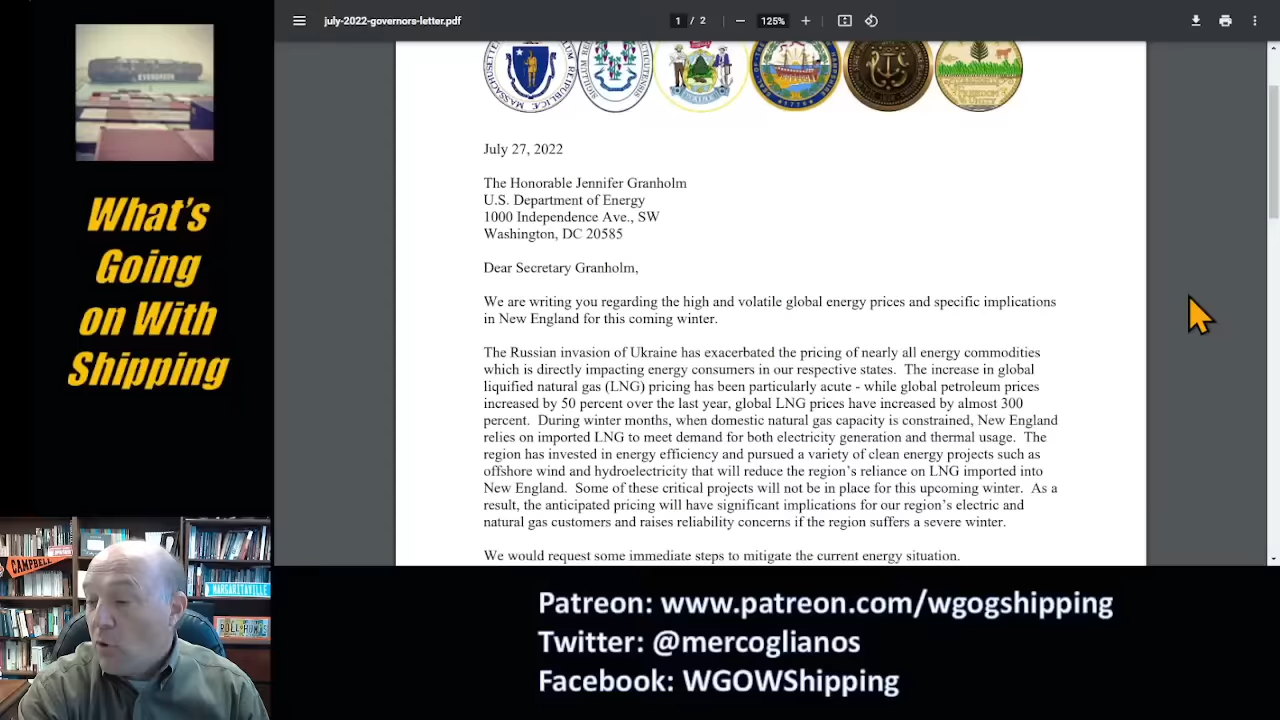 july-2022-governors-letter.pdf
1 / 2
125%
EVERGREEN
What's
Going
on With
Shipping
July 27, 2022
The Honorable Jennifer Granholm
U.S. Department of Energy
1000 Independence Ave., SW
Washington, DC 20585
Dear Secretary Granholm,
We are writing you regarding the high and volatile global energy prices and specific implications
in New England for this coming winter.
The Russian invasion of Ukraine has exacerbated the pricing of nearly all energy commodities
which is directly impacting energy consumers in our respective states.  The increase in global
liquified natural gas (LNG) pricing has been particularly acute - while global petroleum prices
increased by 50 percent over the last year, global LNG prices have increased by almost 300
percent.  During winter months, when domestic natural gas capacity is constrained, New England
relies on imported LNG to meet demand for both electricity generation and thermal usage.  The
region has invested in energy efficiency and pursued a variety of clean energy projects such as
offshore wind and hydroelectricity that will reduce the region's reliance on LNG imported into
New England.  Some of these critical projects will not be in place for this upcoming winter.  As a
result, the anticipated pricing will have significant implications for our region's electric and
natural gas customers and raises reliability concerns if the region suffers a severe winter.
We would request some immediate steps to mitigate the current energy situation.
CAMPBELL
MARGARITAVILLE
Patreon: www.patreon.com/wgogshipping
Twitter: @mercoglianos
Facebook: WGOWShipping